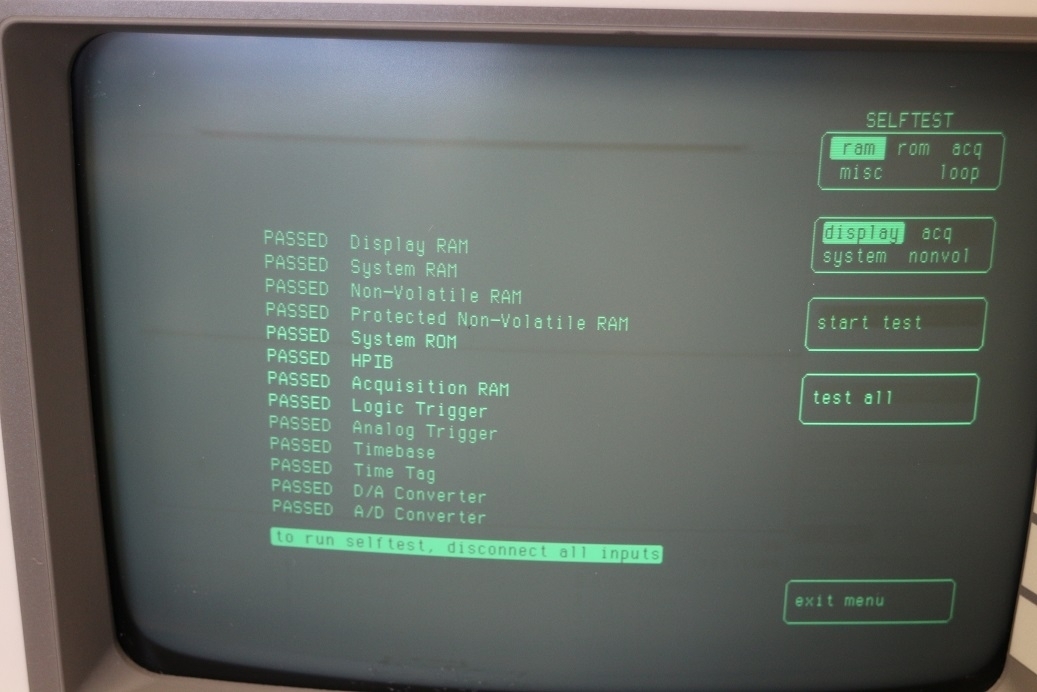 SELFTEST
ram rom acq
misc loop
display acq
system nonvol
start test
test all
PASSED Display RAM
PASSED System RAM
PASSED Non-Volatile RAM
PASSED Protected Non-Volatile RAM
PASSED System ROM
PASSED HPIB
PASSED Acquisition RAM
PASSED Logic Trigger
PASSED Analog Trigger
PASSED Timebase
PASSED Time Tag
PASSED D/A Converter
PASSED A/D Converter
to run selftest, disconnect all inputs
exit menu